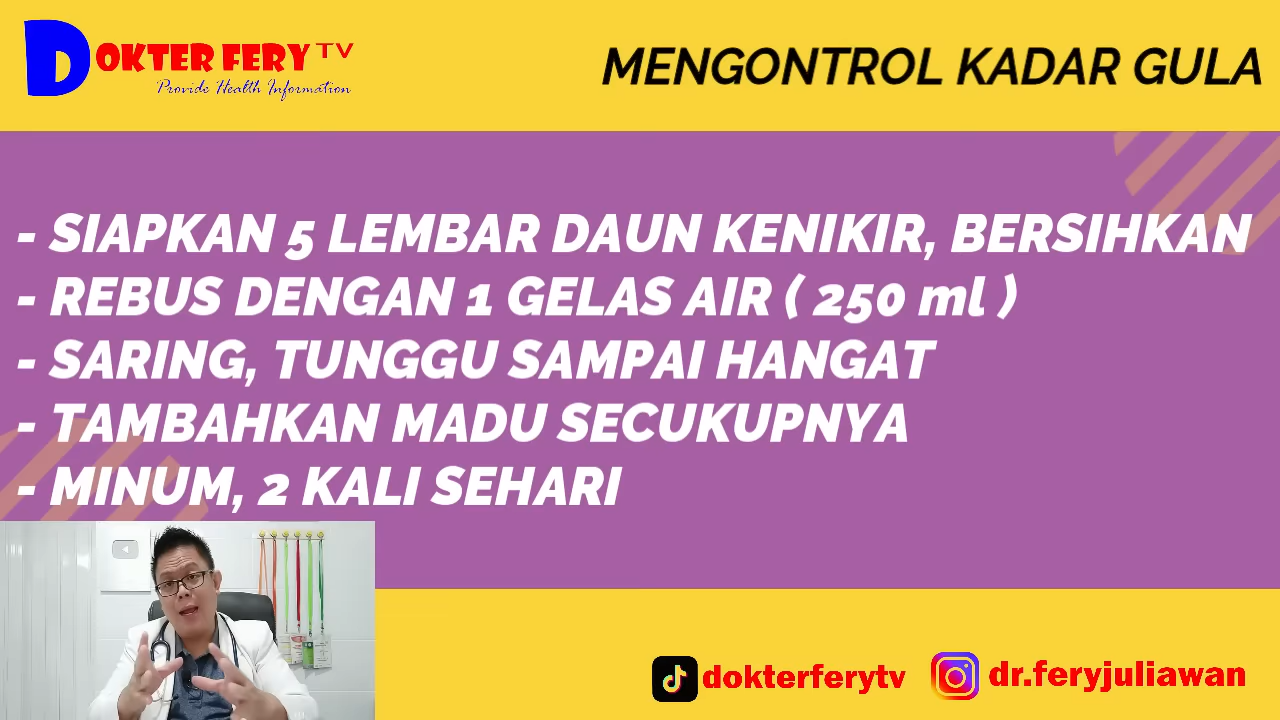 DOKTER FERY TV
Provide Health Information
MENGONTROL KADAR GULA
- SIAPKAN 5 LEMBAR DAUN KENIKIR, BERSIHKAN
- REBUS DENGAN 1 GELAS AIR ( 250 ml )
- SARING, TUNGGU SAMPAI HANGAT
- TAMBAHKAN MADU SECUKUPNYA
- MINUM, 2 KALI SEHARI
dokterferytv
dr.feryjuliawan